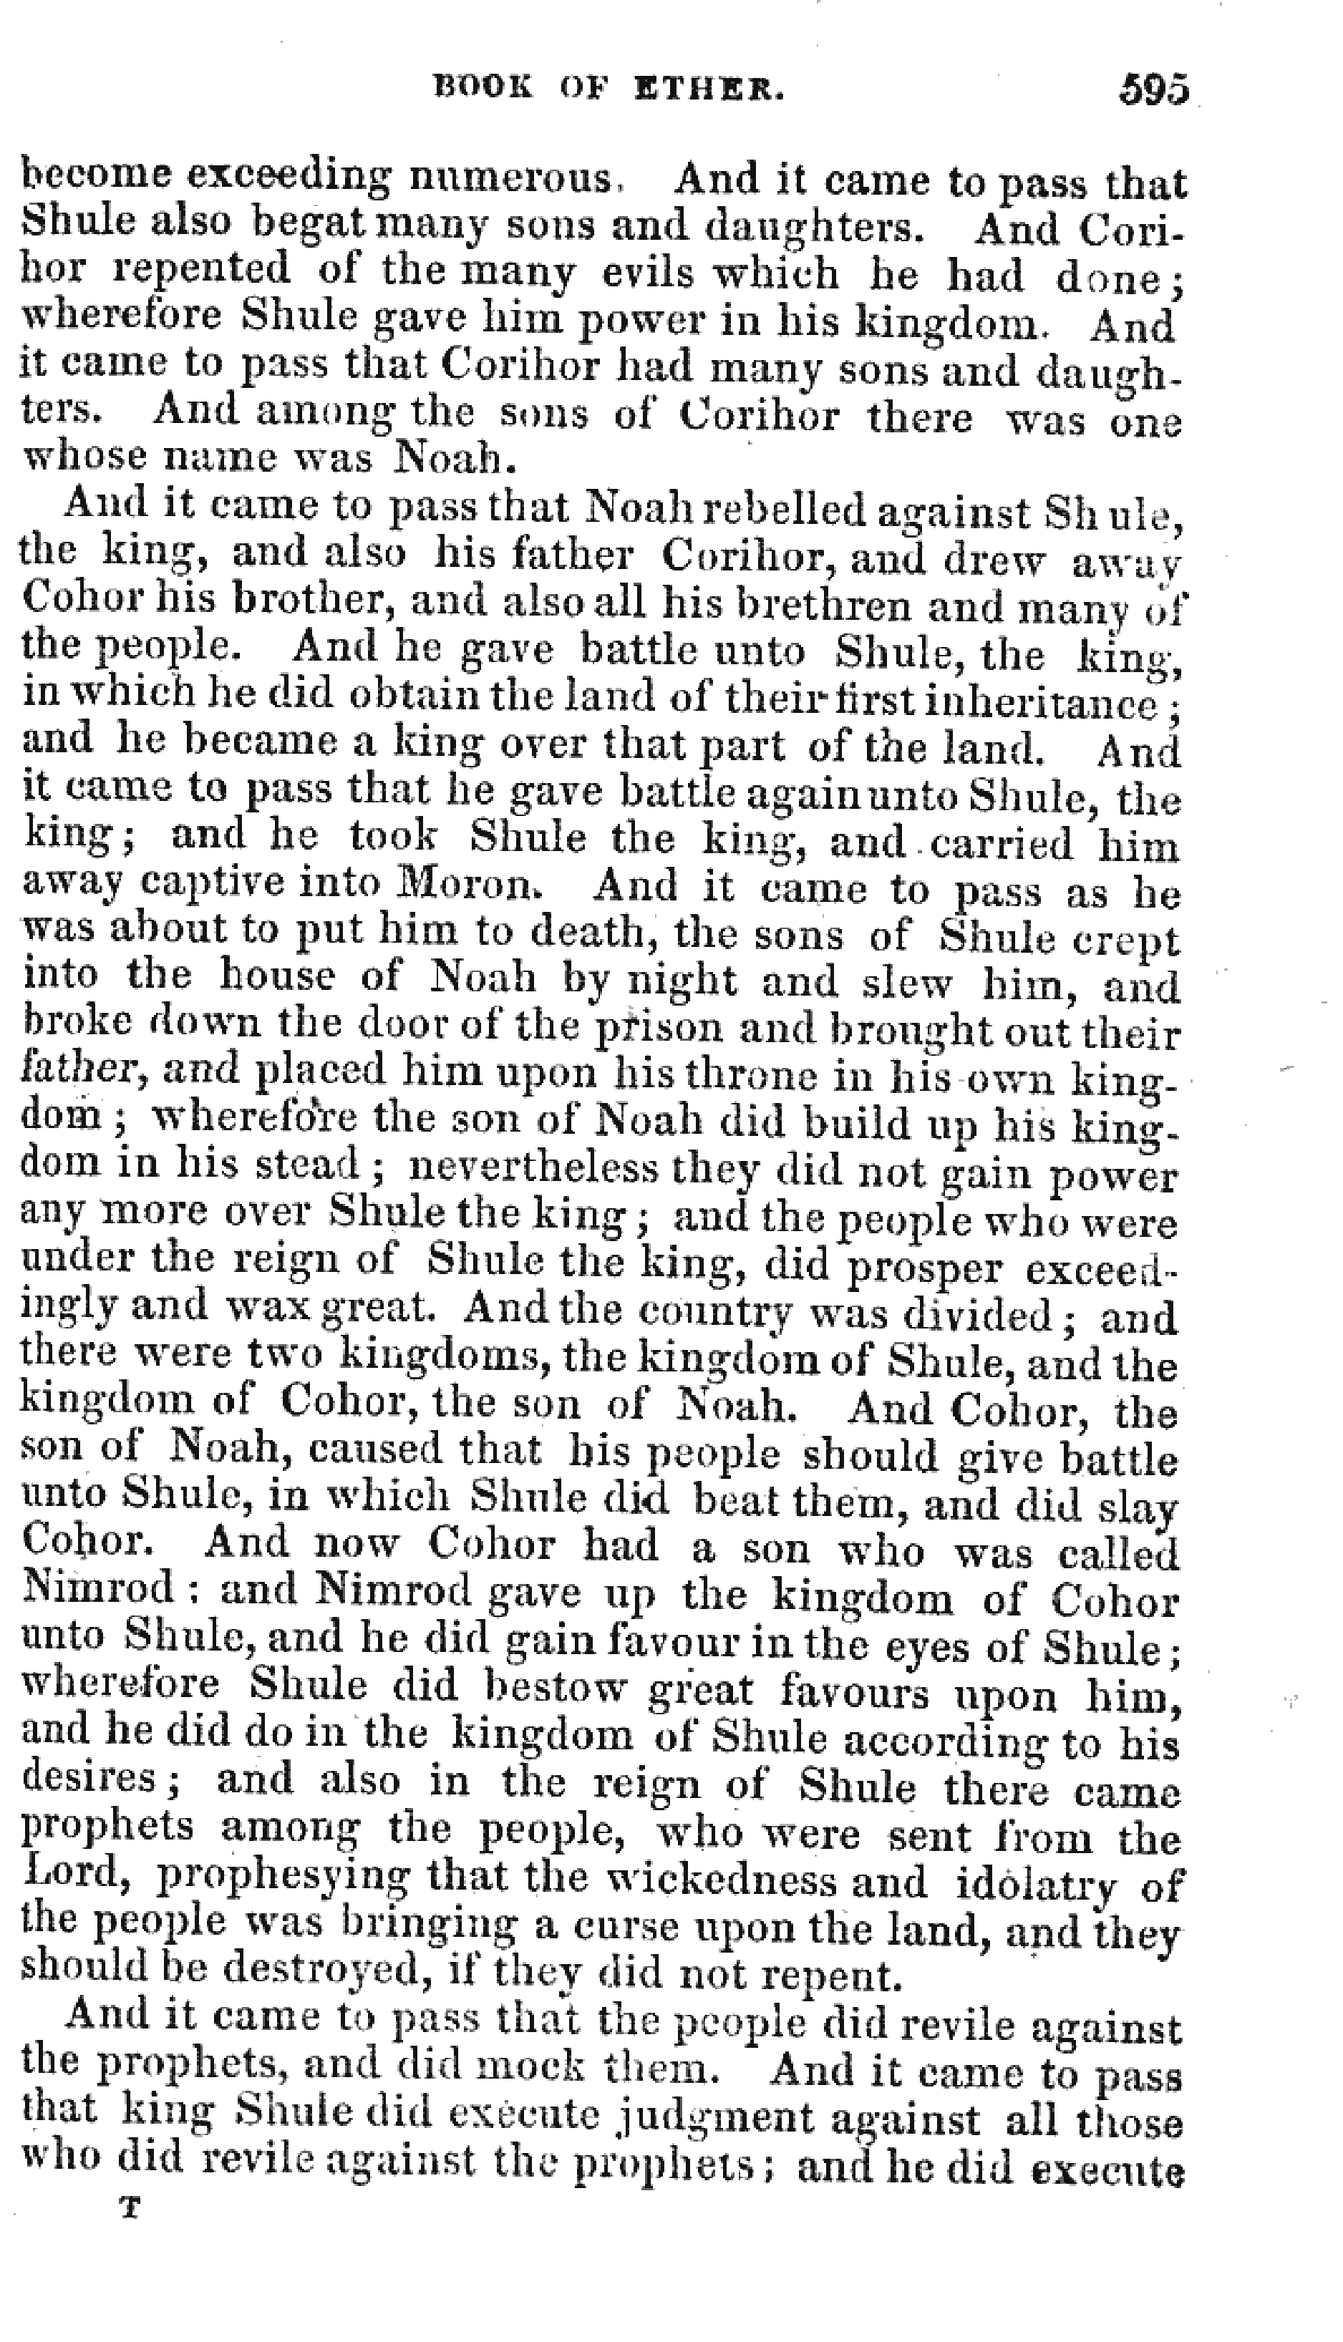 BOOK OF ETHER. 595
become exceeding numerous. And it came to pass that
Shule also begat many sons and daughters. And Cori-
hor repented of the many evils which he had done;
wherefore Shule gave him power in his kingdom. And
it came to pass that Corihor had many sons and daugh-
ters. And among the sons of Corihor there was one
whose name was Noah.
And it came to pass that Noah rebelled against Shule,
the king, and also his father Corihor, and drew away
Cohor his brother, and also all his brethren and many of
the people. And he gave battle unto Shule, the king,
in which he did obtain the land of their first inheritance;
and he became a king over that part of the land. And
it came to pass that he gave battle again unto Shule, the
king; and he took Shule the king, and carried him
away captive into Moron. And it came to pass as he
was about to put him to death, the sons of Shule crept
into the house of Noah by night and slew him, and
broke down the door of the prison and brought out their
father, and placed him upon his throne in his own king-
dom; wherefore the son of Noah did build up his king-
dom in his stead; nevertheless they did not gain power
any more over Shule the king; and the people who were
under the reign of Shule the king, did prosper exceed-
ingly and wax great. And the country was divided; and
there were two kingdoms, the kingdom of Shule, and the
kingdom of Cohor, the son of Noah. And Cohor, the
son of Noah, caused that his people should give battle
unto Shule, in which Shule did beat them, and did slay
Cohor. And now Cohor had a son who was called
Nimrod: and Nimrod gave up the kingdom of Cohor
unto Shule, and he did gain favour in the eyes of Shule;
wherefore Shule did bestow great favours upon him,
and he did do in the kingdom of Shule according to his
desires; and also in the reign of Shule there came
prophets among the people, who were sent from the
Lord, prophesying that the wickedness and idolatry of
the people was bringing a curse upon the land, and they
should be destroyed, if they did not repent.
And it came to pass that the people did revile against
the prophets, and did mock them. And it came to pass
that king Shule did execute judgment against all those
who did revile against the prophets; and he did execute
T